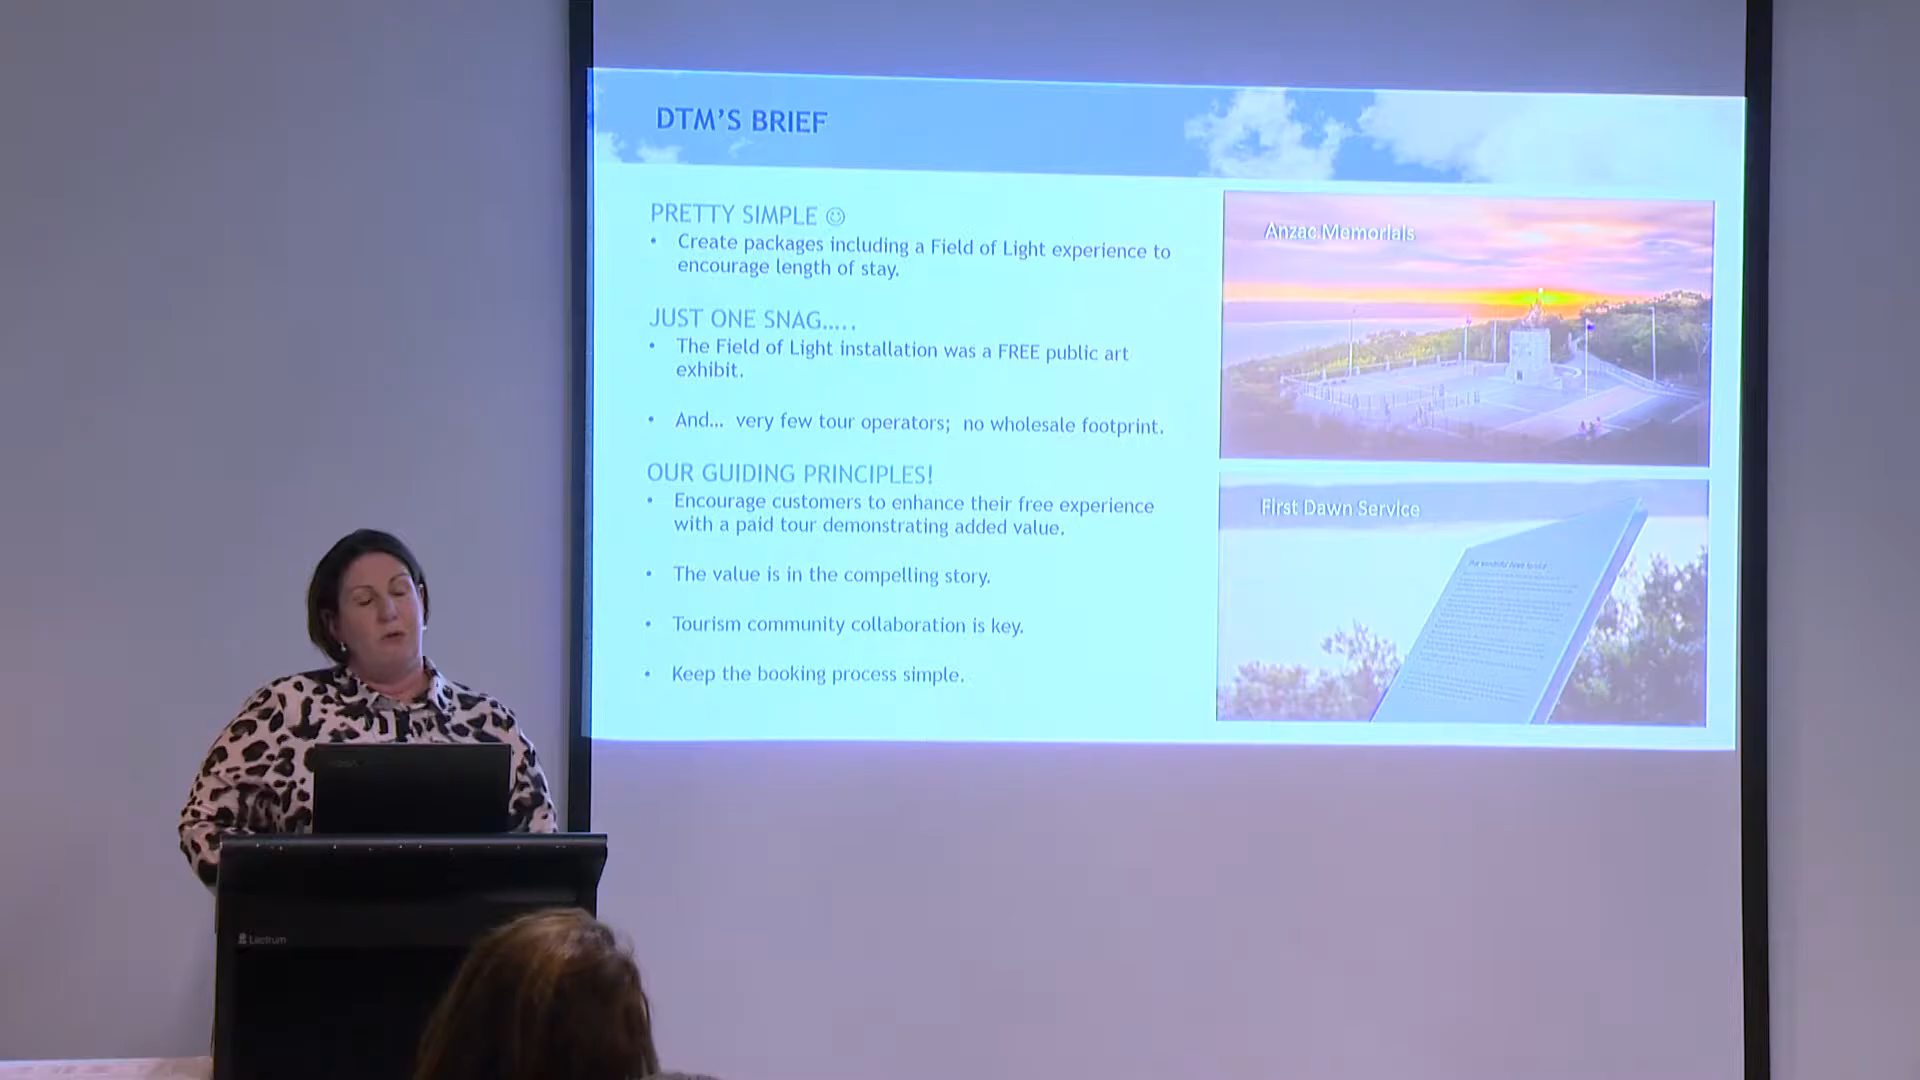 DTM'S BRIEF
PRETTY SIMPLE ☺
• Create packages including a Field of Light experience to
encourage length of stay.
JUST ONE SNAG.....
• The Field of Light installation was a FREE public art
exhibit.
• And... very few tour operators; no wholesale footprint.
OUR GUIDING PRINCIPLES!
• Encourage customers to enhance their free experience
with a paid tour demonstrating added value.
• The value is in the compelling story.
• Tourism community collaboration is key.
• Keep the booking process simple.
Anzac Memorials
First Dawn Service
Lectrum